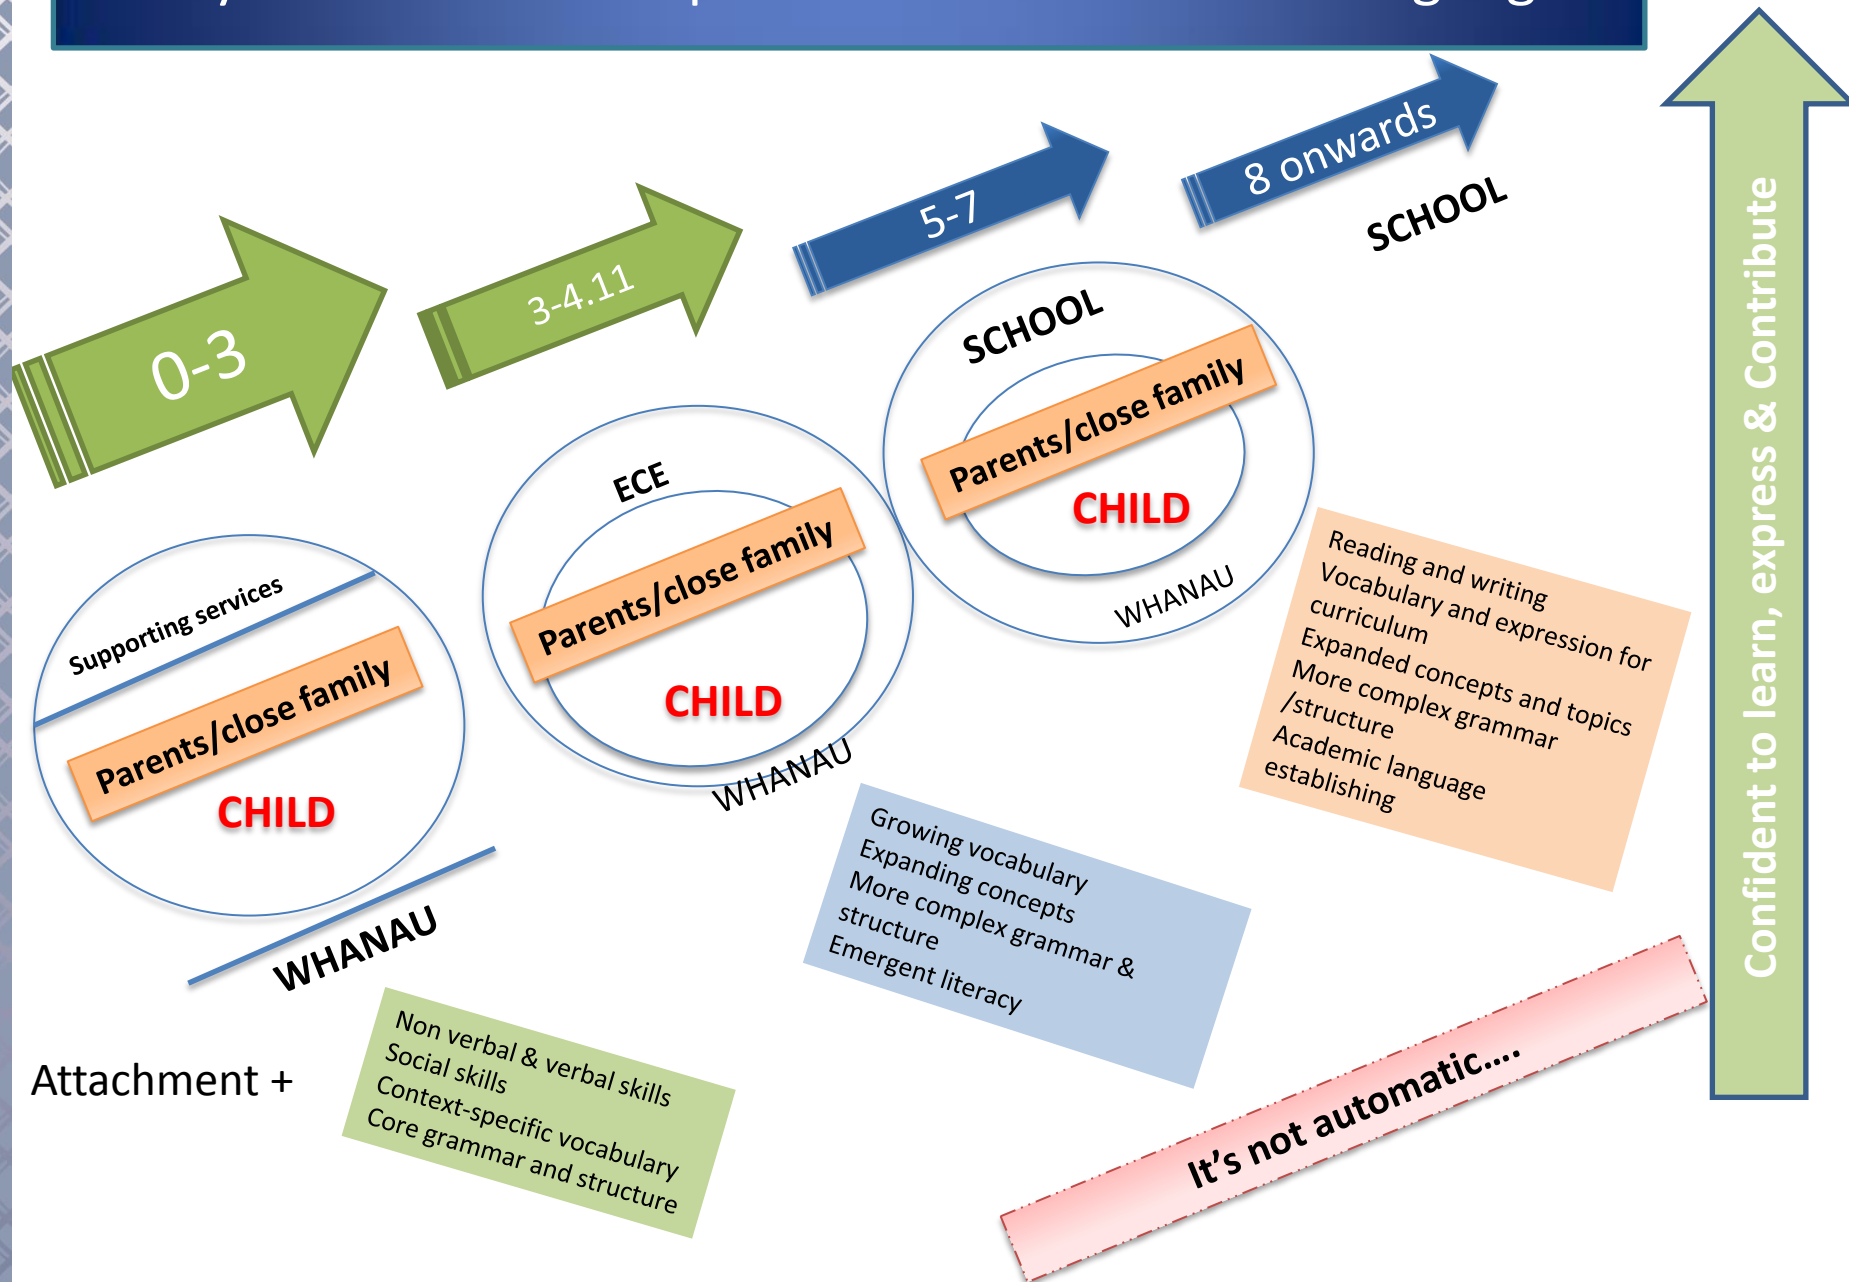 0-3
3-4.11
5-7
8 onwards
SCHOOL
SCHOOL
Parents/close family
CHILD
WHANAU
ECE
Parents/close family
CHILD
WHANAU
Supporting services
Parents/close family
CHILD
WHANAU
Reading and writing
Vocabulary and expression for
curriculum
Expanded concepts and topics
More complex grammar
/structure
Academic language
establishing
Growing vocabulary
Expanding concepts
More complex grammar &
structure
Emergent literacy
Attachment +
Non verbal & verbal skills
Social skills
Context-specific vocabulary
Core grammar and structure
It’s not automatic….
Confident to learn, express & Contribute